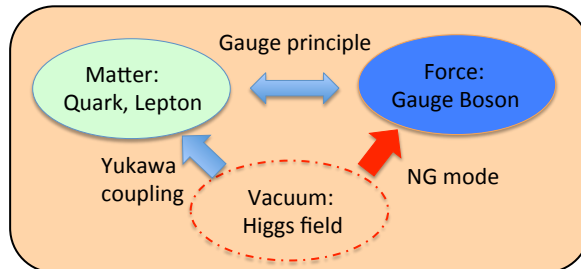 Gauge principle
Matter:
Quark, Lepton
Force:
Gauge Boson
Yukawa
coupling
NG mode
Vacuum:
Higgs field